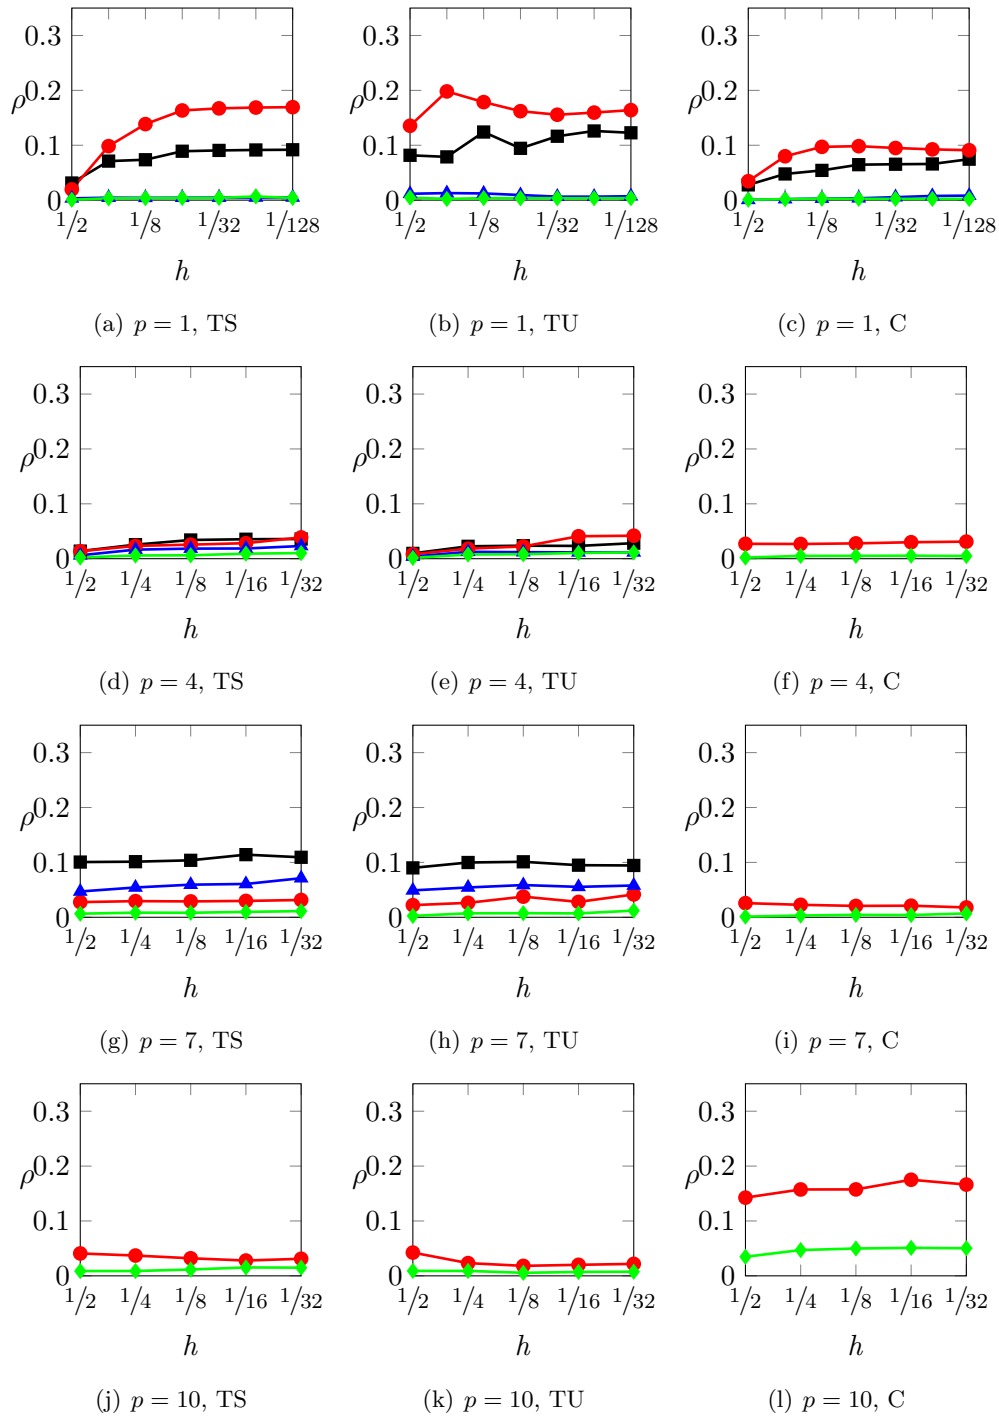 0.3 0.3 0.3
0.2 0.2 0.2
ρ ρ ρ
0.1 0.1 0.1
0 0 0
1/2 1/8 1/32 1/128 1/2 1/8 1/32 1/128 1/2 1/8 1/32 1/128
h h h
(a) p = 1, TS (b) p = 1, TU (c) p = 1, C
0.3 0.3 0.3
0.2 0.2 0.2
ρ ρ ρ
0.1 0.1 0.1
0 0 0
1/2 1/4 1/8 1/16 1/32 1/2 1/4 1/8 1/16 1/32 1/2 1/4 1/8 1/16 1/32
h h h
(d) p = 4, TS (e) p = 4, TU (f) p = 4, C
0.3 0.3 0.3
0.2 0.2 0.2
ρ ρ ρ
0.1 0.1 0.1
0 0 0
1/2 1/4 1/8 1/16 1/32 1/2 1/4 1/8 1/16 1/32 1/2 1/4 1/8 1/16 1/32
h h h
(g) p = 7, TS (h) p = 7, TU (i) p = 7, C
0.3 0.3 0.3
0.2 0.2 0.2
ρ ρ ρ
0.1 0.1 0.1
0 0 0
1/2 1/4 1/8 1/16 1/32 1/2 1/4 1/8 1/16 1/32 1/2 1/4 1/8 1/16 1/32
h h h
(j) p = 10, TS (k) p = 10, TU (l) p = 10, C